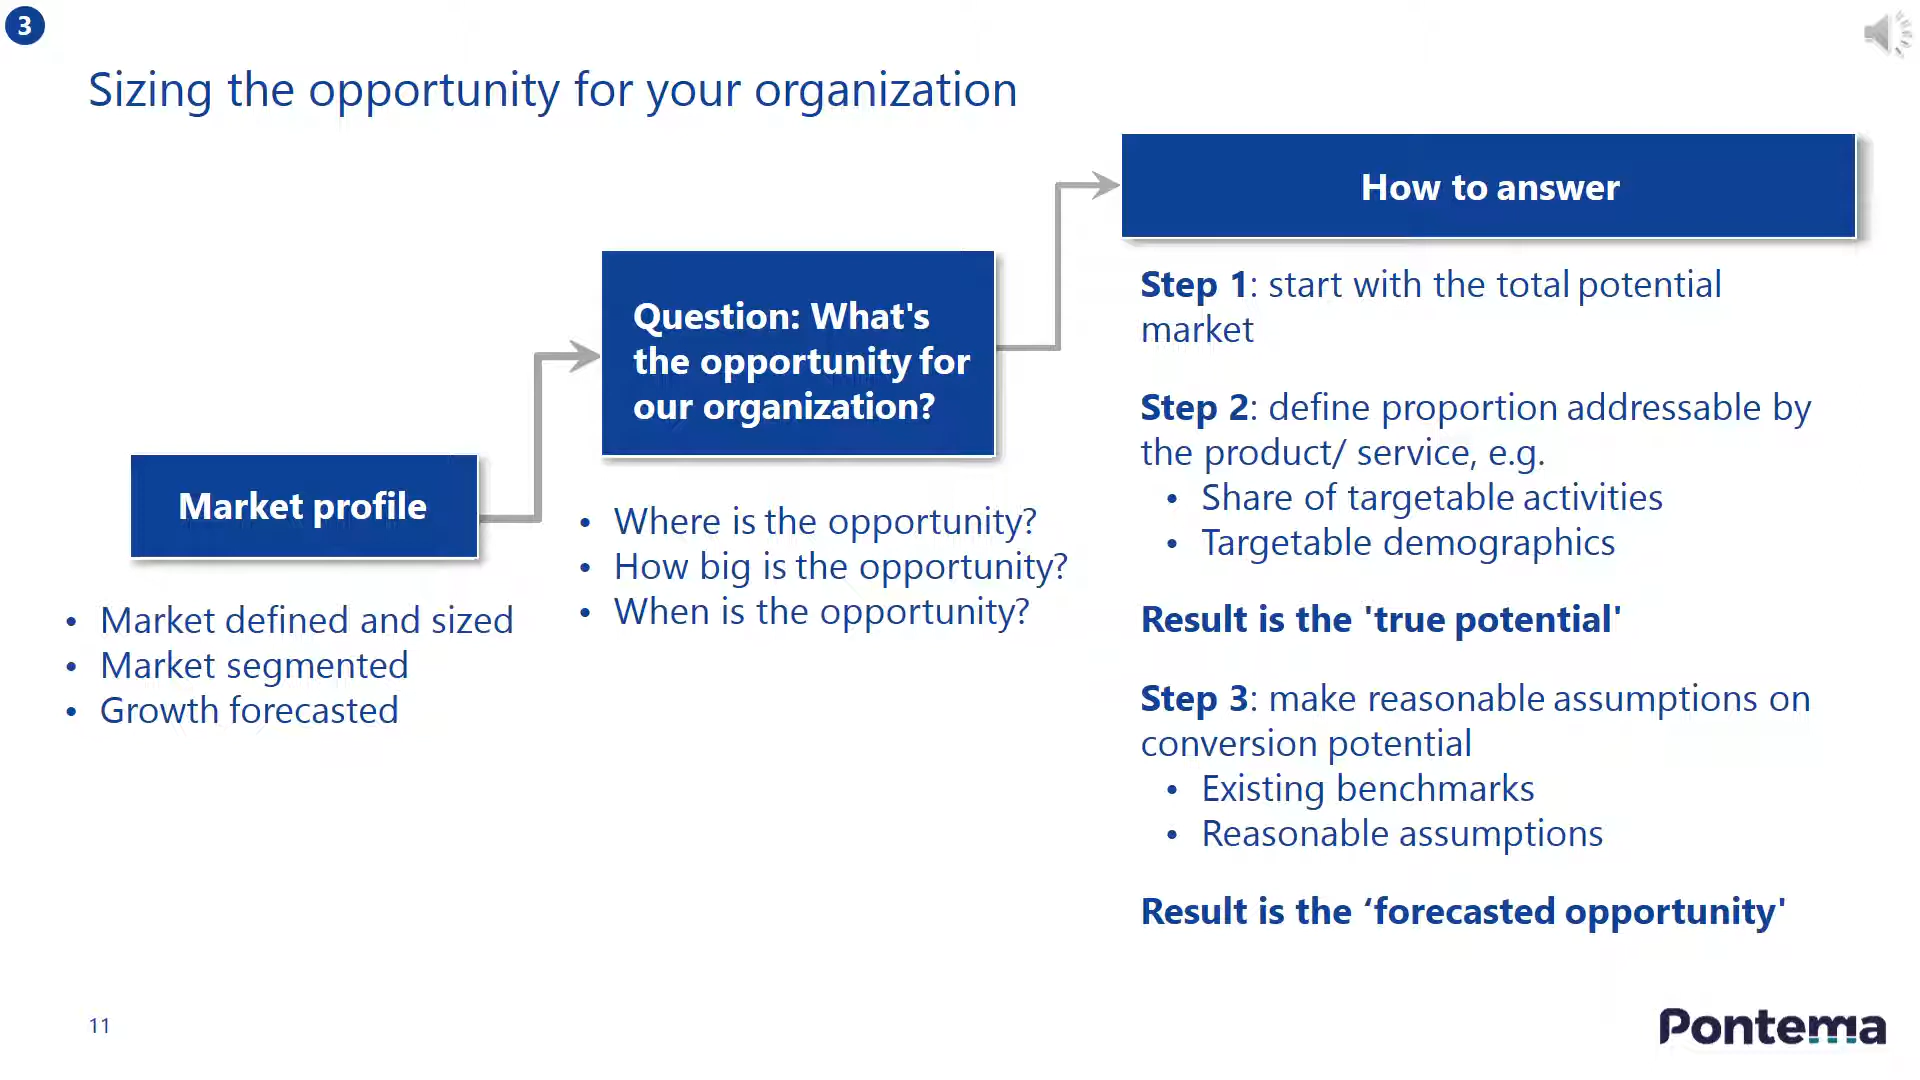 3
Sizing the opportunity for your organization
Market profile
• Market defined and sized
• Market segmented
• Growth forecasted
Question: What's
the opportunity for
our organization?
• Where is the opportunity?
• How big is the opportunity?
• When is the opportunity?
How to answer
Step 1: start with the total potential
market
Step 2: define proportion addressable by
the product/ service, e.g.
• Share of targetable activities
• Targetable demographics
Result is the 'true potential'
Step 3: make reasonable assumptions on
conversion potential
• Existing benchmarks
• Reasonable assumptions
Result is the ‘forecasted opportunity'
11
Pontema